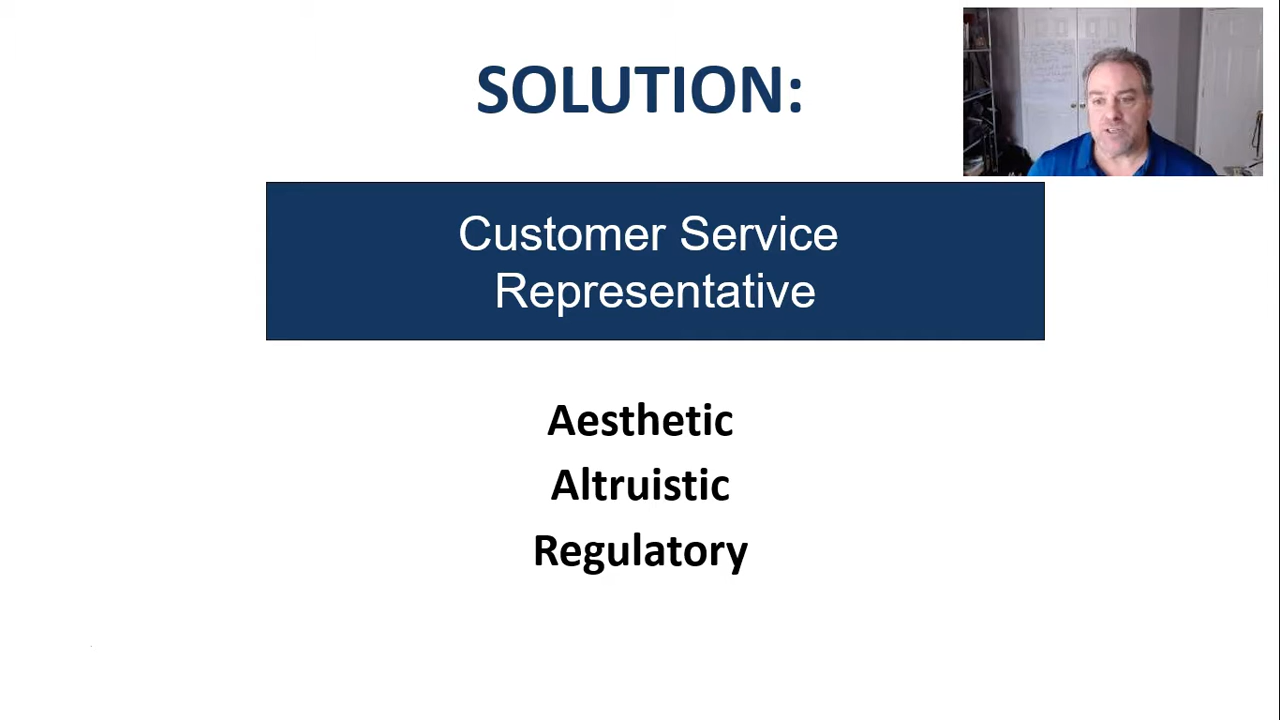 SOLUTION:
Customer Service
Representative
Aesthetic
Altruistic
Regulatory